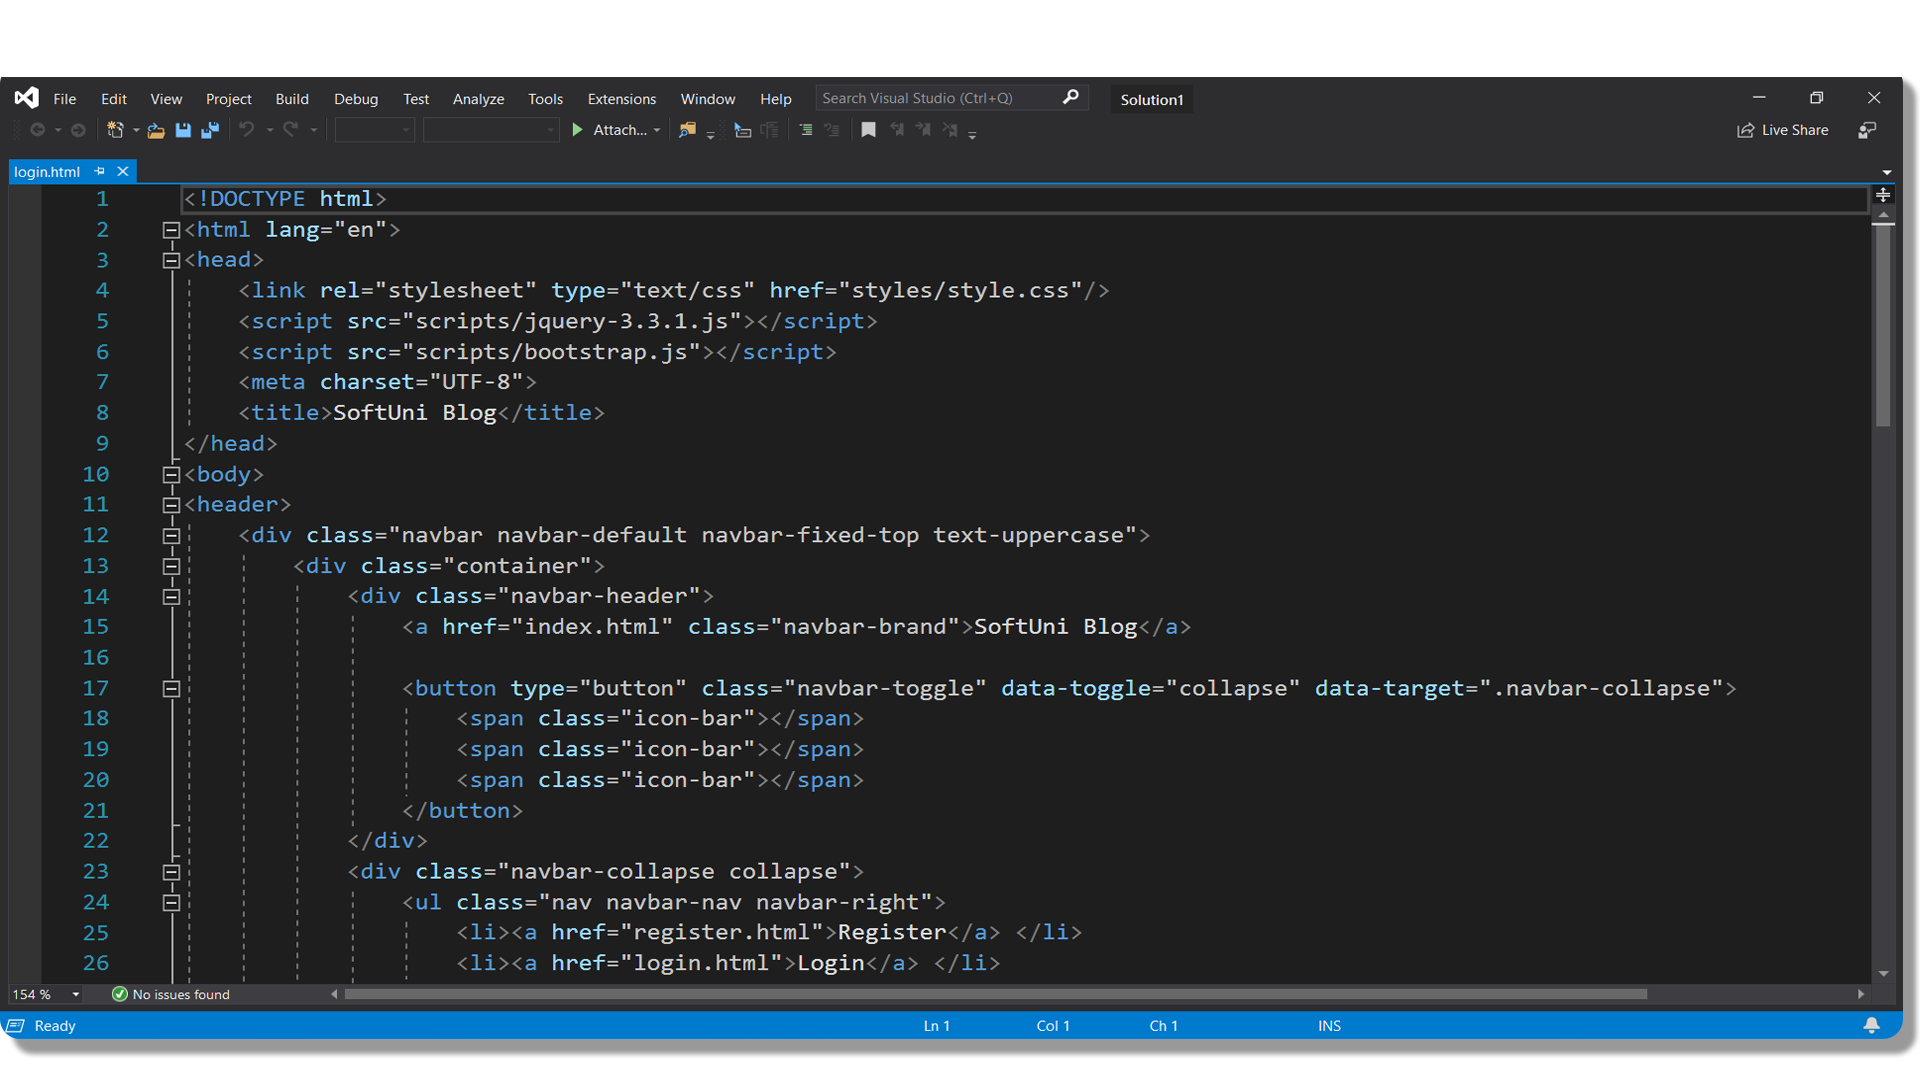 File Edit View Project Build Debug Test Analyze Tools Extensions Window Help Search Visual Studio (Ctrl+Q) Solution1
Attach... Live Share
login.html
1 <!DOCTYPE html>
2 <html lang="en">
3 <head>
4 <link rel="stylesheet" type="text/css" href="styles/style.css"/>
5 <script src="scripts/jquery-3.3.1.js"></script>
6 <script src="scripts/bootstrap.js"></script>
7 <meta charset="UTF-8">
8 <title>SoftUni Blog</title>
9 </head>
10 <body>
11 <header>
12 <div class="navbar navbar-default navbar-fixed-top text-uppercase">
13 <div class="container">
14 <div class="navbar-header">
15 <a href="index.html" class="navbar-brand">SoftUni Blog</a>
16
17 <button type="button" class="navbar-toggle" data-toggle="collapse" data-target=".navbar-collapse">
18 <span class="icon-bar"></span>
19 <span class="icon-bar"></span>
20 <span class="icon-bar"></span>
21 </button>
22 </div>
23 <div class="navbar-collapse collapse">
24 <ul class="nav navbar-nav navbar-right">
25 <li><a href="register.html">Register</a> </li>
26 <li><a href="login.html">Login</a> </li>
154 % No issues found
Ready Ln 1 Col 1 Ch 1 INS